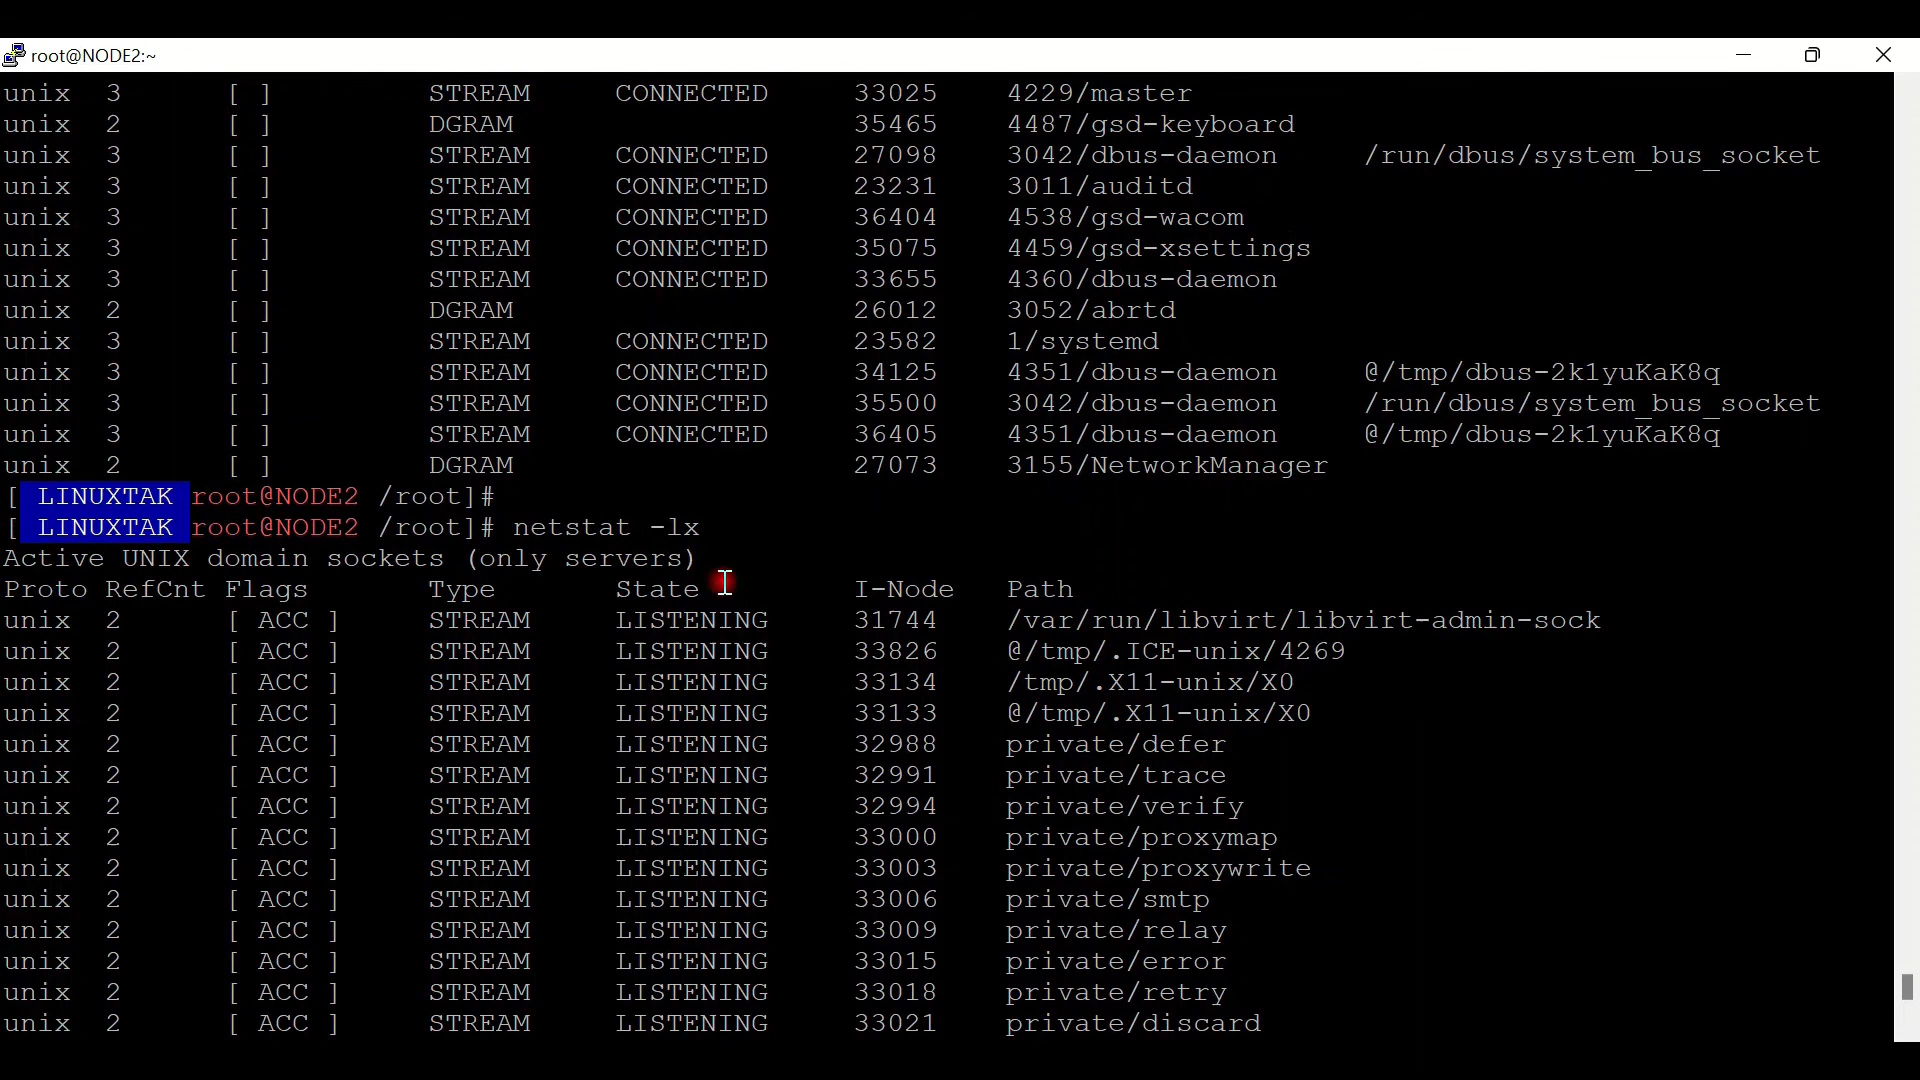 root@NODE2:~
unix 3 [ ] STREAM CONNECTED 33025 4229/master
unix 2 [ ] DGRAM 35465 4487/gsd-keyboard
unix 3 [ ] STREAM CONNECTED 27098 3042/dbus-daemon /run/dbus/system_bus_socket
unix 3 [ ] STREAM CONNECTED 23231 3011/auditd
unix 3 [ ] STREAM CONNECTED 36404 4538/gsd-wacom
unix 3 [ ] STREAM CONNECTED 35075 4459/gsd-xsettings
unix 3 [ ] STREAM CONNECTED 33655 4360/dbus-daemon
unix 2 [ ] DGRAM 26012 3052/abrtd
unix 3 [ ] STREAM CONNECTED 23582 1/systemd
unix 3 [ ] STREAM CONNECTED 34125 4351/dbus-daemon @/tmp/dbus-2k1yuKaK8q
unix 3 [ ] STREAM CONNECTED 35500 3042/dbus-daemon /run/dbus/system_bus_socket
unix 3 [ ] STREAM CONNECTED 36405 4351/dbus-daemon @/tmp/dbus-2k1yuKaK8q
unix 2 [ ] DGRAM 27073 3155/NetworkManager
[ LINUXTAK root@NODE2 /root]#
[ LINUXTAK root@NODE2 /root]# netstat -lx
Active UNIX domain sockets (only servers)
Proto RefCnt Flags Type State I-Node Path
unix 2 [ ACC ] STREAM LISTENING 31744 /var/run/libvirt/libvirt-admin-sock
unix 2 [ ACC ] STREAM LISTENING 33826 @/tmp/.ICE-unix/4269
unix 2 [ ACC ] STREAM LISTENING 33134 /tmp/.X11-unix/X0
unix 2 [ ACC ] STREAM LISTENING 33133 @/tmp/.X11-unix/X0
unix 2 [ ACC ] STREAM LISTENING 32988 private/defer
unix 2 [ ACC ] STREAM LISTENING 32991 private/trace
unix 2 [ ACC ] STREAM LISTENING 32994 private/verify
unix 2 [ ACC ] STREAM LISTENING 33000 private/proxymap
unix 2 [ ACC ] STREAM LISTENING 33003 private/proxywrite
unix 2 [ ACC ] STREAM LISTENING 33006 private/smtp
unix 2 [ ACC ] STREAM LISTENING 33009 private/relay
unix 2 [ ACC ] STREAM LISTENING 33015 private/error
unix 2 [ ACC ] STREAM LISTENING 33018 private/retry
unix 2 [ ACC ] STREAM LISTENING 33021 private/discard